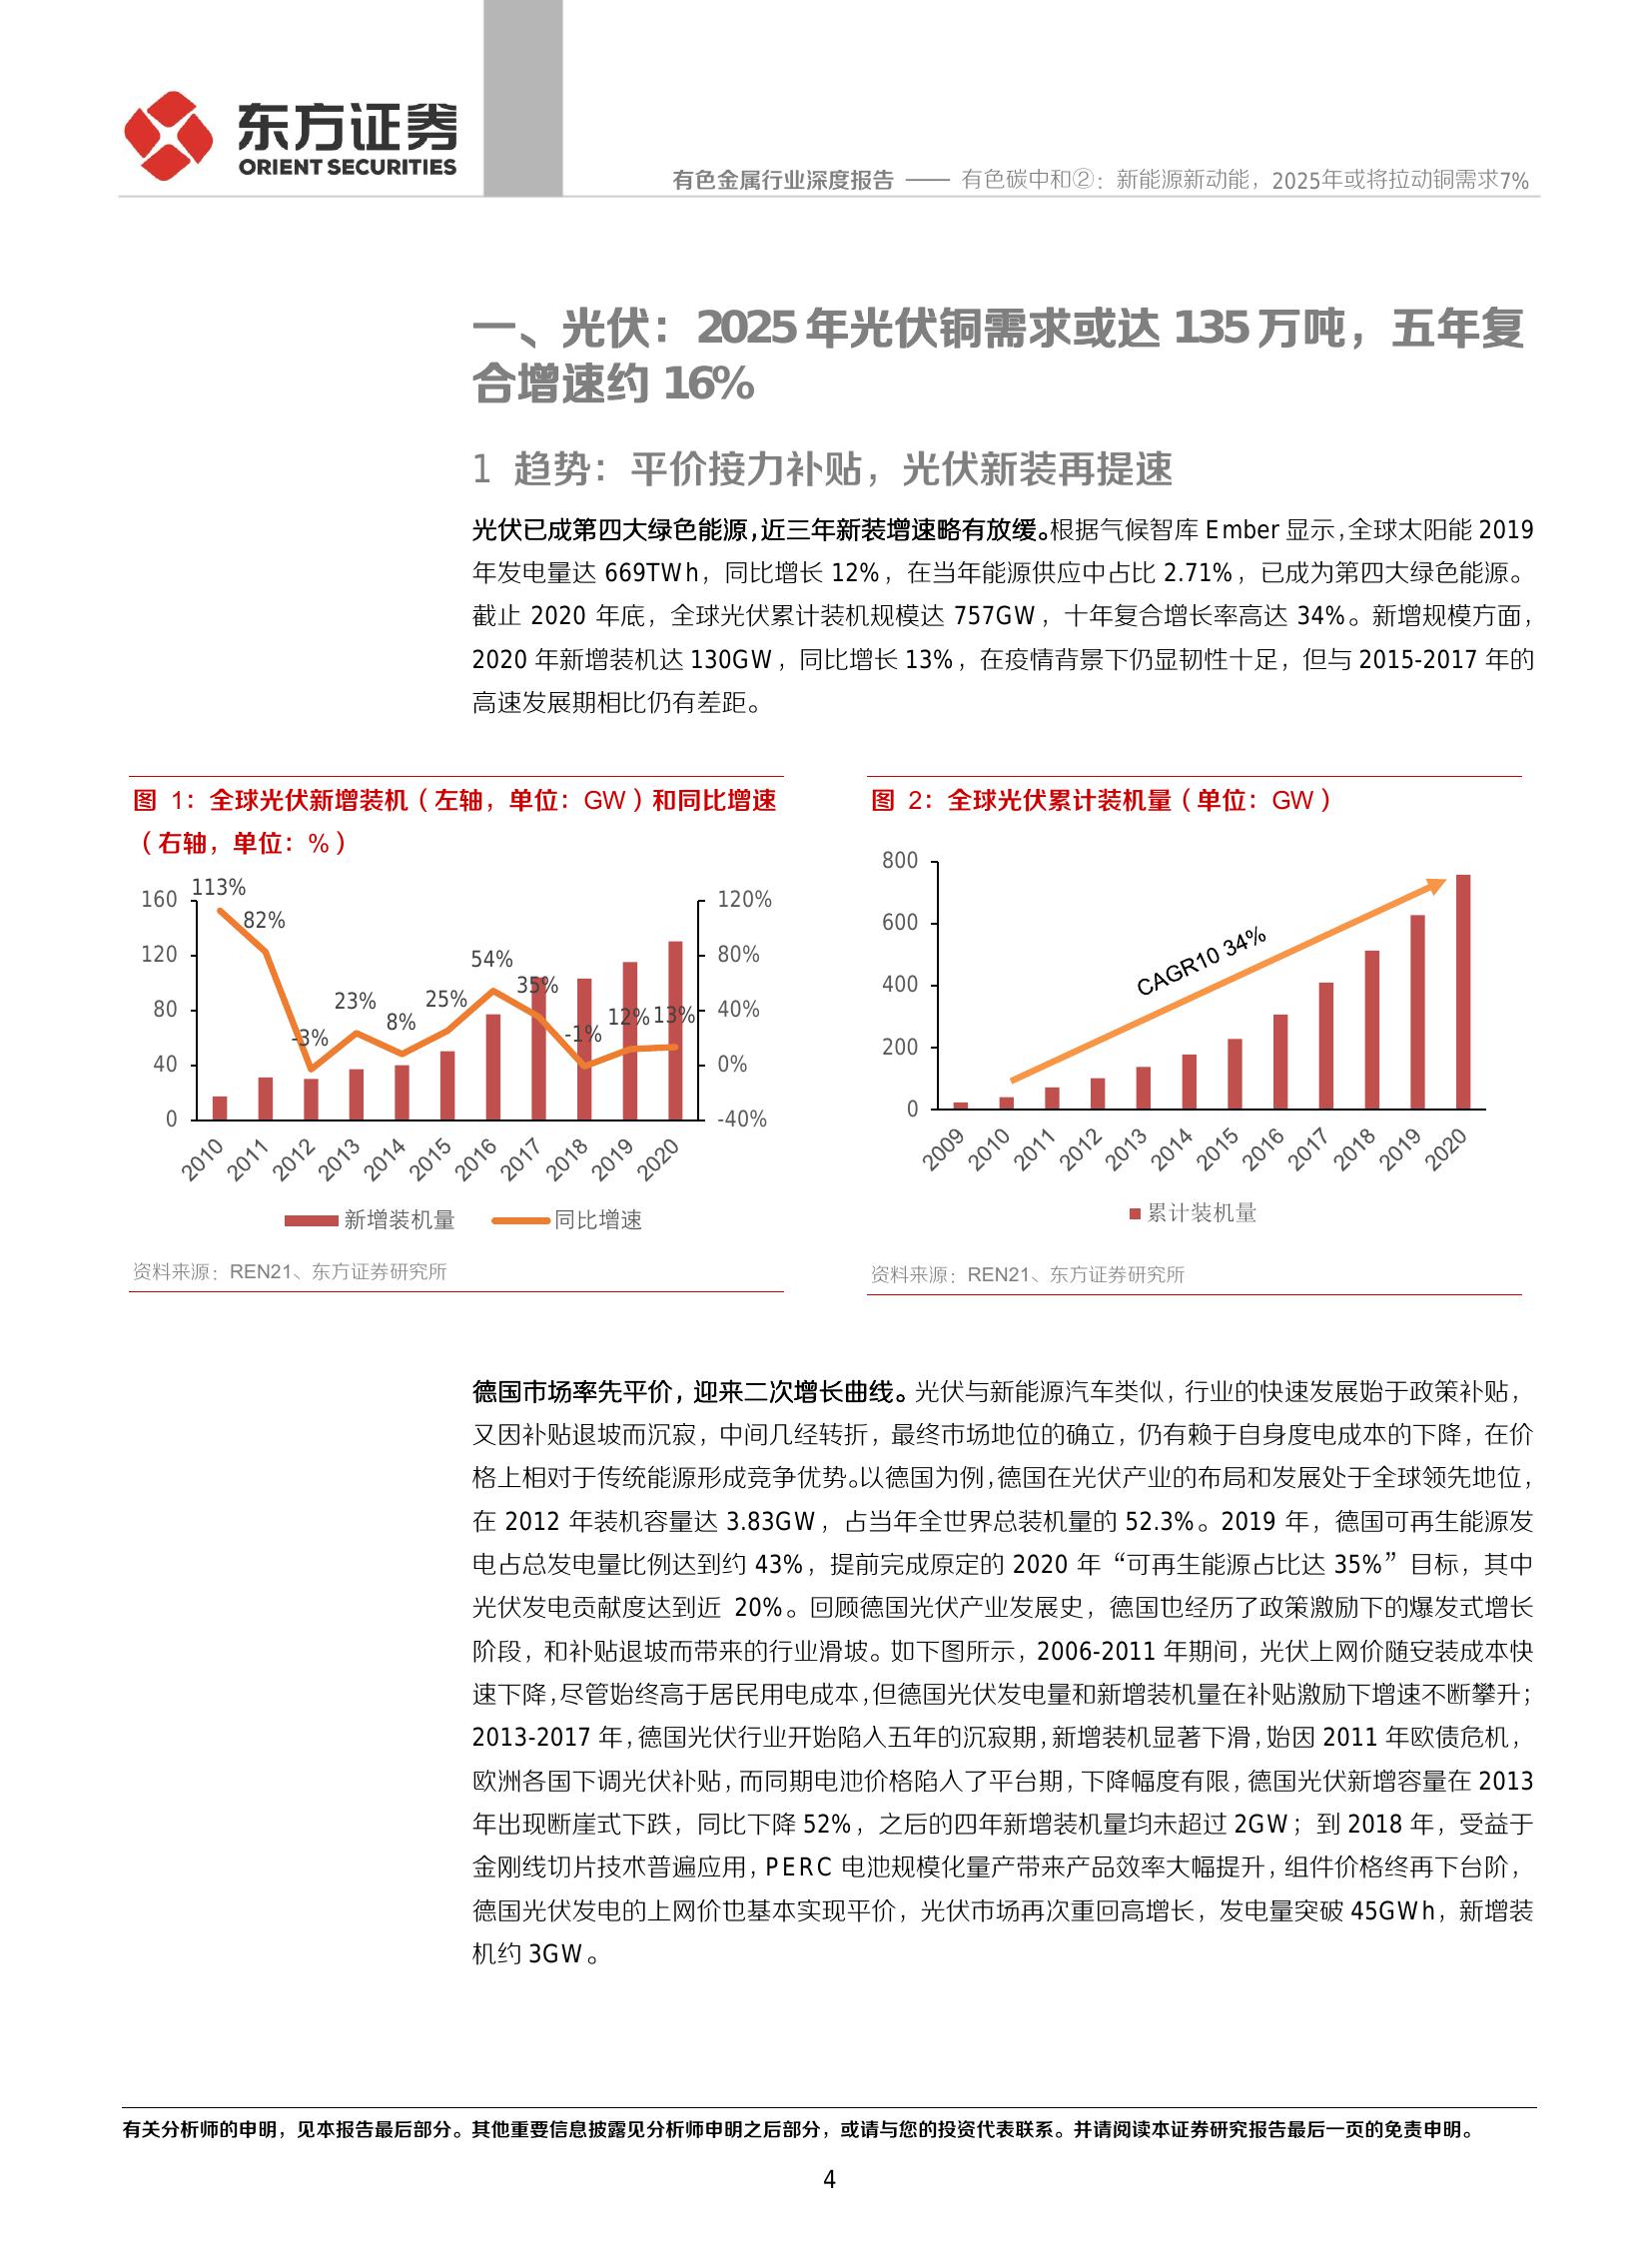 东方证券
ORIENT SECURITIES
有色金属行业深度报告 —— 有色碳中和②：新能源新动能，2025年或将拉动铜需求7%
一、光伏：2025年光伏铜需求或达 135万吨，五年复
合增速约 16%
1 趋势：平价接力补贴，光伏新装再提速
光伏已成第四大绿色能源,近三年新装增速略有放缓。根据气候智库 Ember 显示,全球太阳能 2019
年发电量达 669TWh，同比增长 12%，在当年能源供应中占比 2.71%，已成为第四大绿色能源。
截止 2020 年底，全球光伏累计装机规模达 757GW，十年复合增长率高达 34%。新增规模方面，
2020 年新增装机达 130GW，同比增长 13%，在疫情背景下仍显韧性十足，但与 2015-2017 年的
高速发展期相比仍有差距。
图 1：全球光伏新增装机（左轴，单位：GW）和同比增速
（右轴，单位：%）
160
120
80
40
0
113%
82%
-3%
23%
8%
25%
54%
35%
-1%
12%
13%
120%
80%
40%
0%
-40%
2010
2011
2012
2013
2014
2015
2016
2017
2018
2019
2020
新增装机量
同比增速
资料来源：REN21、东方证券研究所
图 2：全球光伏累计装机量（单位：GW）
800
600
400
200
0
CAGR10 34%
2009
2010
2011
2012
2013
2014
2015
2016
2017
2018
2019
2020
累计装机量
资料来源：REN21、东方证券研究所
德国市场率先平价，迎来二次增长曲线。光伏与新能源汽车类似，行业的快速发展始于政策补贴，
又因补贴退坡而沉寂，中间几经转折，最终市场地位的确立，仍有赖于自身度电成本的下降，在价
格上相对于传统能源形成竞争优势。以德国为例,德国在光伏产业的布局和发展处于全球领先地位，
在 2012 年装机容量达 3.83GW，占当年全世界总装机量的 52.3%。2019 年，德国可再生能源发
电占总发电量比例达到约 43%，提前完成原定的 2020 年“可再生能源占比达 35%”目标，其中
光伏发电贡献度达到近 20%。回顾德国光伏产业发展史，德国也经历了政策激励下的爆发式增长
阶段，和补贴退坡而带来的行业滑坡。如下图所示，2006-2011 年期间，光伏上网价随安装成本快
速下降,尽管始终高于居民用电成本,但德国光伏发电量和新增装机量在补贴激励下增速不断攀升；
2013-2017 年,德国光伏行业开始陷入五年的沉寂期,新增装机显著下滑,始因 2011 年欧债危机，
欧洲各国下调光伏补贴,而同期电池价格陷入了平台期,下降幅度有限,德国光伏新增容量在 2013
年出现断崖式下跌，同比下降 52%，之后的四年新增装机量均未超过 2GW；到 2018 年，受益于
金刚线切片技术普遍应用,PERC 电池规模化量产带来产品效率大幅提升,组件价格终再下台阶，
德国光伏发电的上网价也基本实现平价，光伏市场再次重回高增长，发电量突破 45GWh，新增装
机约 3GW。
有关分析师的申明，见本报告最后部分。其他重要信息披露见分析师申明之后部分，或请与您的投资代表联系。并请阅读本证券研究报告最后一页的免责申明。
4